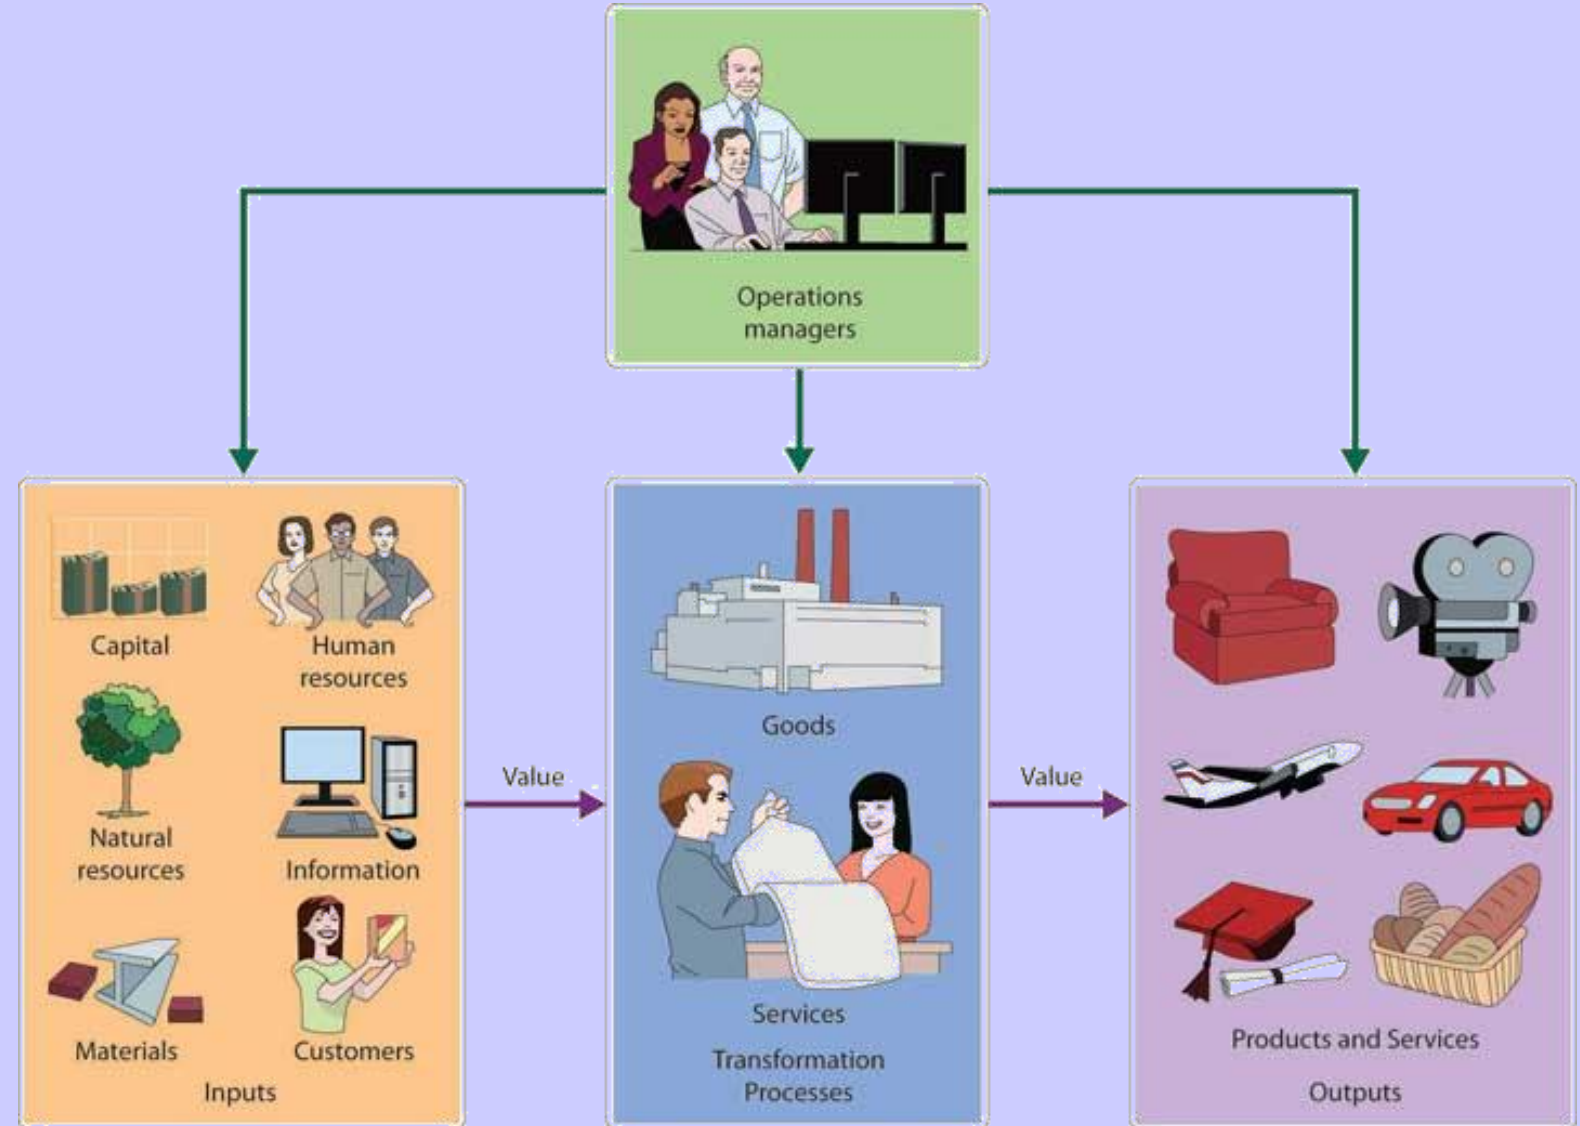 Operations
managers
Capital
Human
resources
Natural
resources
Information
Materials
Customers
Inputs
Value
Goods
Services
Transformation
Processes
Value
Products and Services
Outputs